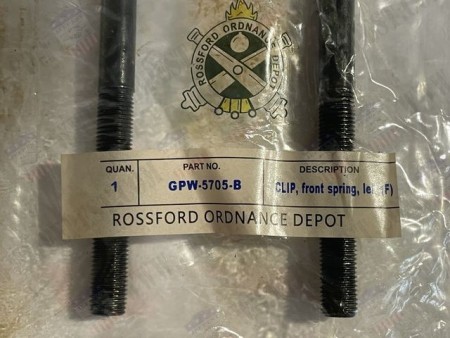 ROSSFORD ORDNANCE DEPOT
QUAN. PART NO. DESCRIPTION
1 GPW-5705-B CLIP, front spring, (F)
ROSSFORD ORDNANCE DEPOT